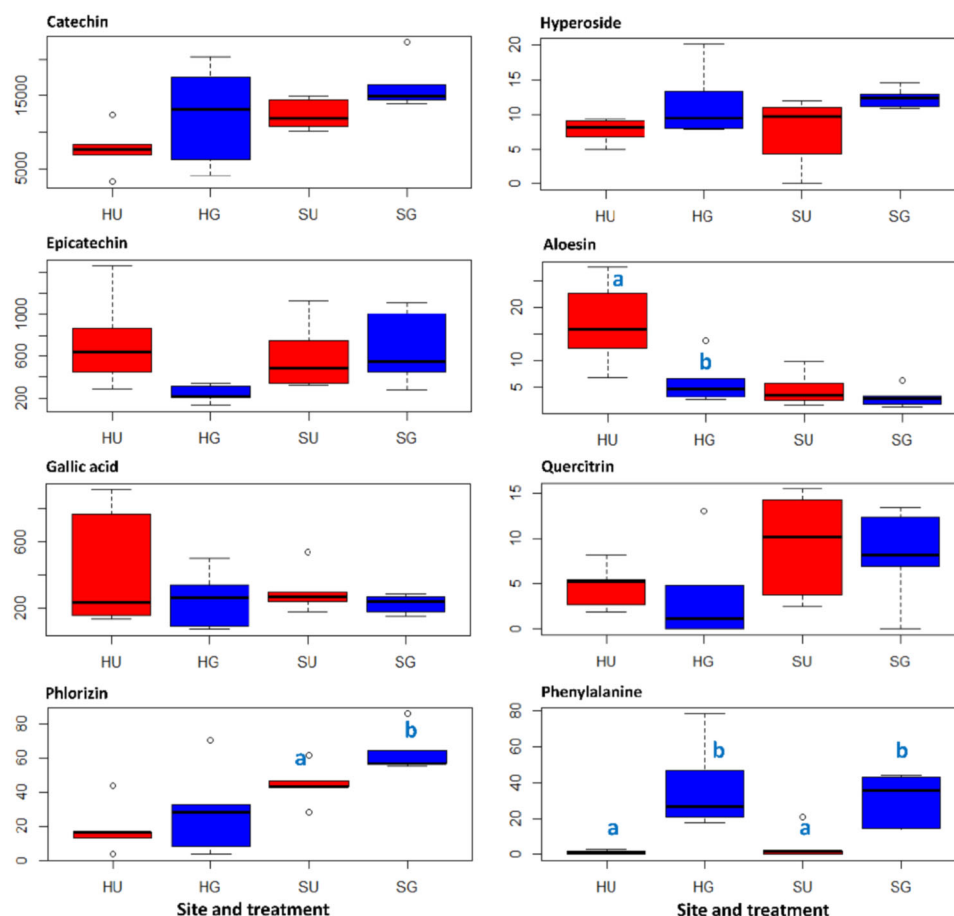 Catechin
15000
5000
HU HG SU SG
Hyperoside
20
15
10
5
0
HU HG SU SG
Epicatechin
1000
600
200
HU HG SU SG
Aloesin
20
10
5
a
b
HU HG SU SG
Gallic acid
600
200
HU HG SU SG
Quercitrin
15
10
5
0
HU HG SU SG
Phlorizin
80
60
40
20
0
a
b
HU HG SU SG
Site and treatment
Phenylalanine
80
60
40
20
0
a
b
a
b
HU HG SU SG
Site and treatment